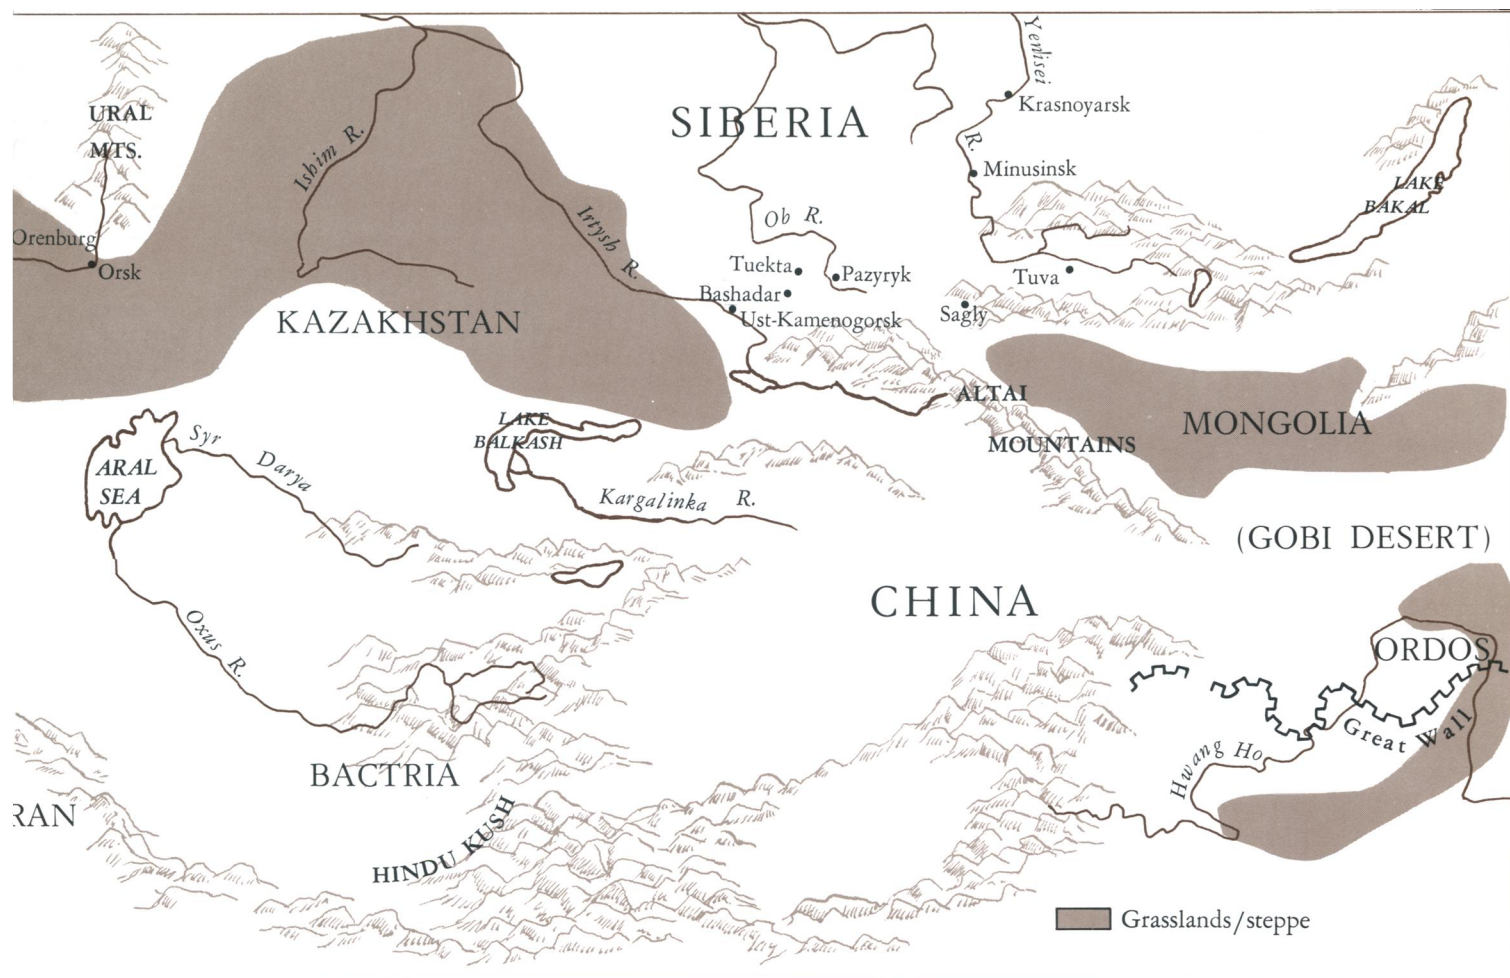 URAL
MTS.
Orenburg
Orsk
Ishim R.
KAZAKHSTAN
Irtysh R.
SIBERIA
Ob R.
Tuekta
Pazyryk
Bashadar
Ust-Kamenogorsk
Yenisei
R.
Krasnoyarsk
Minusinsk
Tuva
Sagly
LAKE
BAKAL
ALTAI
MOUNTAINS
MONGOLIA
(GOBI DESERT)
ARAL
SEA
Syr Darya
LAKE
BALKASH
Kargalinka R.
Oxus R.
CHINA
ORDOS
Great Wall
Hwang Ho
BACTRIA
HINDU KUSH
RAN
Grasslands/steppe